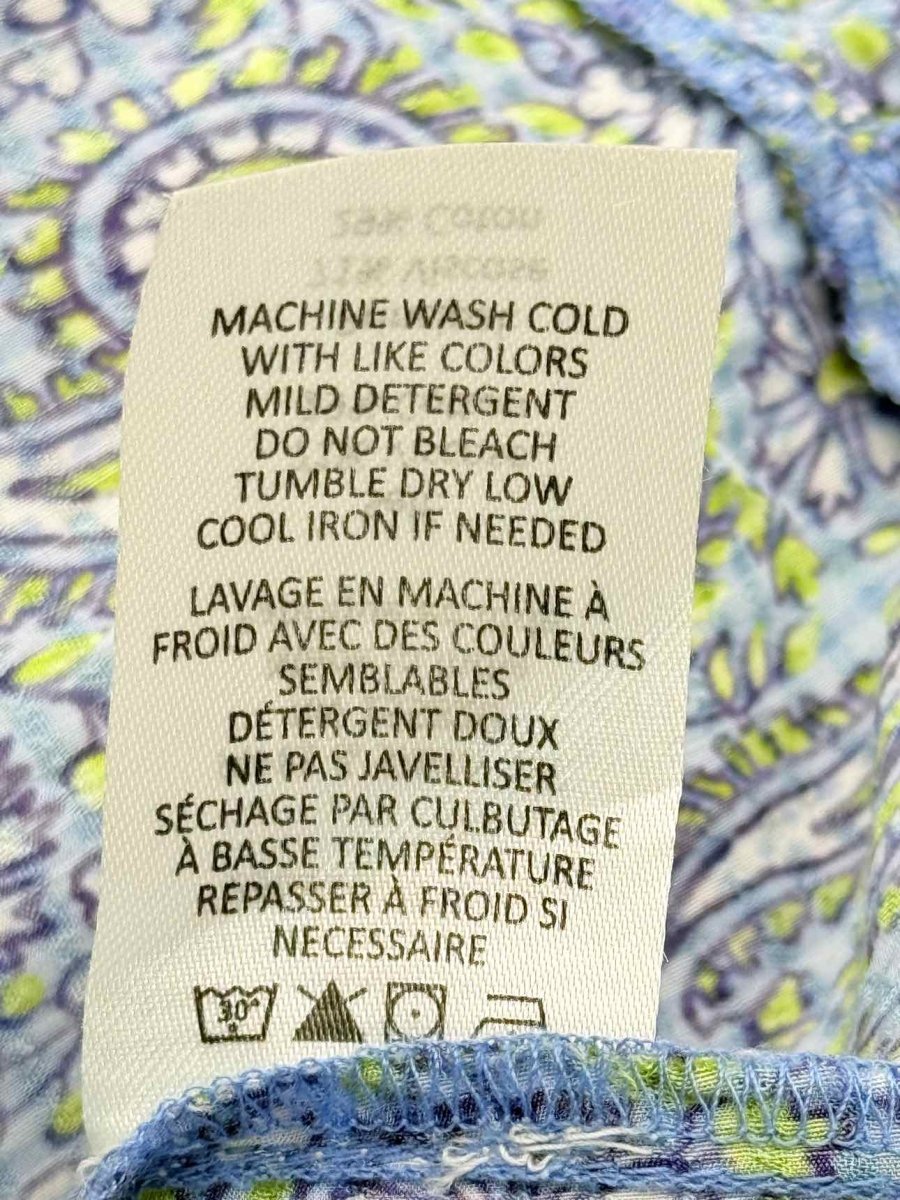 MACHINE WASH COLD
WITH LIKE COLORS
MILD DETERGENT
DO NOT BLEACH
TUMBLE DRY LOW
COOL IRON IF NEEDED
LAVAGE EN MACHINE À
FROID AVEC DES COULEURS
SEMBLABLES
DÉTERGENT DOUX
NE PAS JAVELLISER
SÉCHAGE PAR CULBUTAGE
À BASSE TEMPÉRATURE
REPASSER À FROID SI
NECESSAIRE
30°